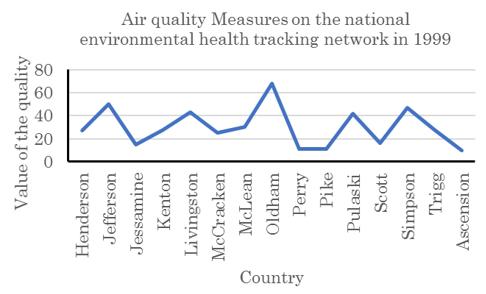 Air quality Measures on the national
environmental health tracking network in 1999
Value of the quality
80
60
40
20
0
Henderson
Jefferson
Jessamine
Kenton
Livingston
McCracken
McLean
Oldham
Perry
Pike
Pulaski
Scott
Simpson
Trigg
Ascension
Country